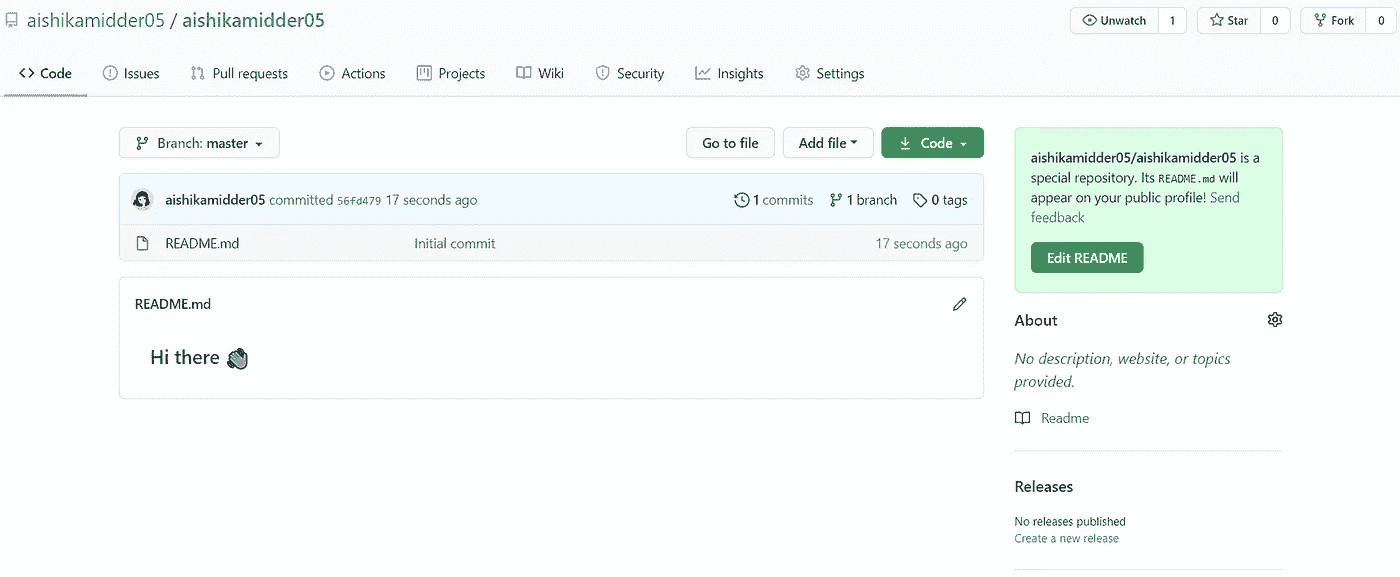 aishikamidder05 / aishikamidder05
Unwatch 1 Star 0 Fork 0
Code Issues Pull requests Actions Projects Wiki Security Insights Settings
Branch: master
Go to file Add file Code
aishikamidder05 committed 56fd479 17 seconds ago 1 commits 1 branch 0 tags
README.md Initial commit 17 seconds ago
README.md
Hi there 👋
aishikamidder05/aishikamidder05 is a
special repository. Its README.md will
appear on your public profile! Send
feedback
Edit README
About
No description, website, or topics
provided.
Readme
Releases
No releases published
Create a new release